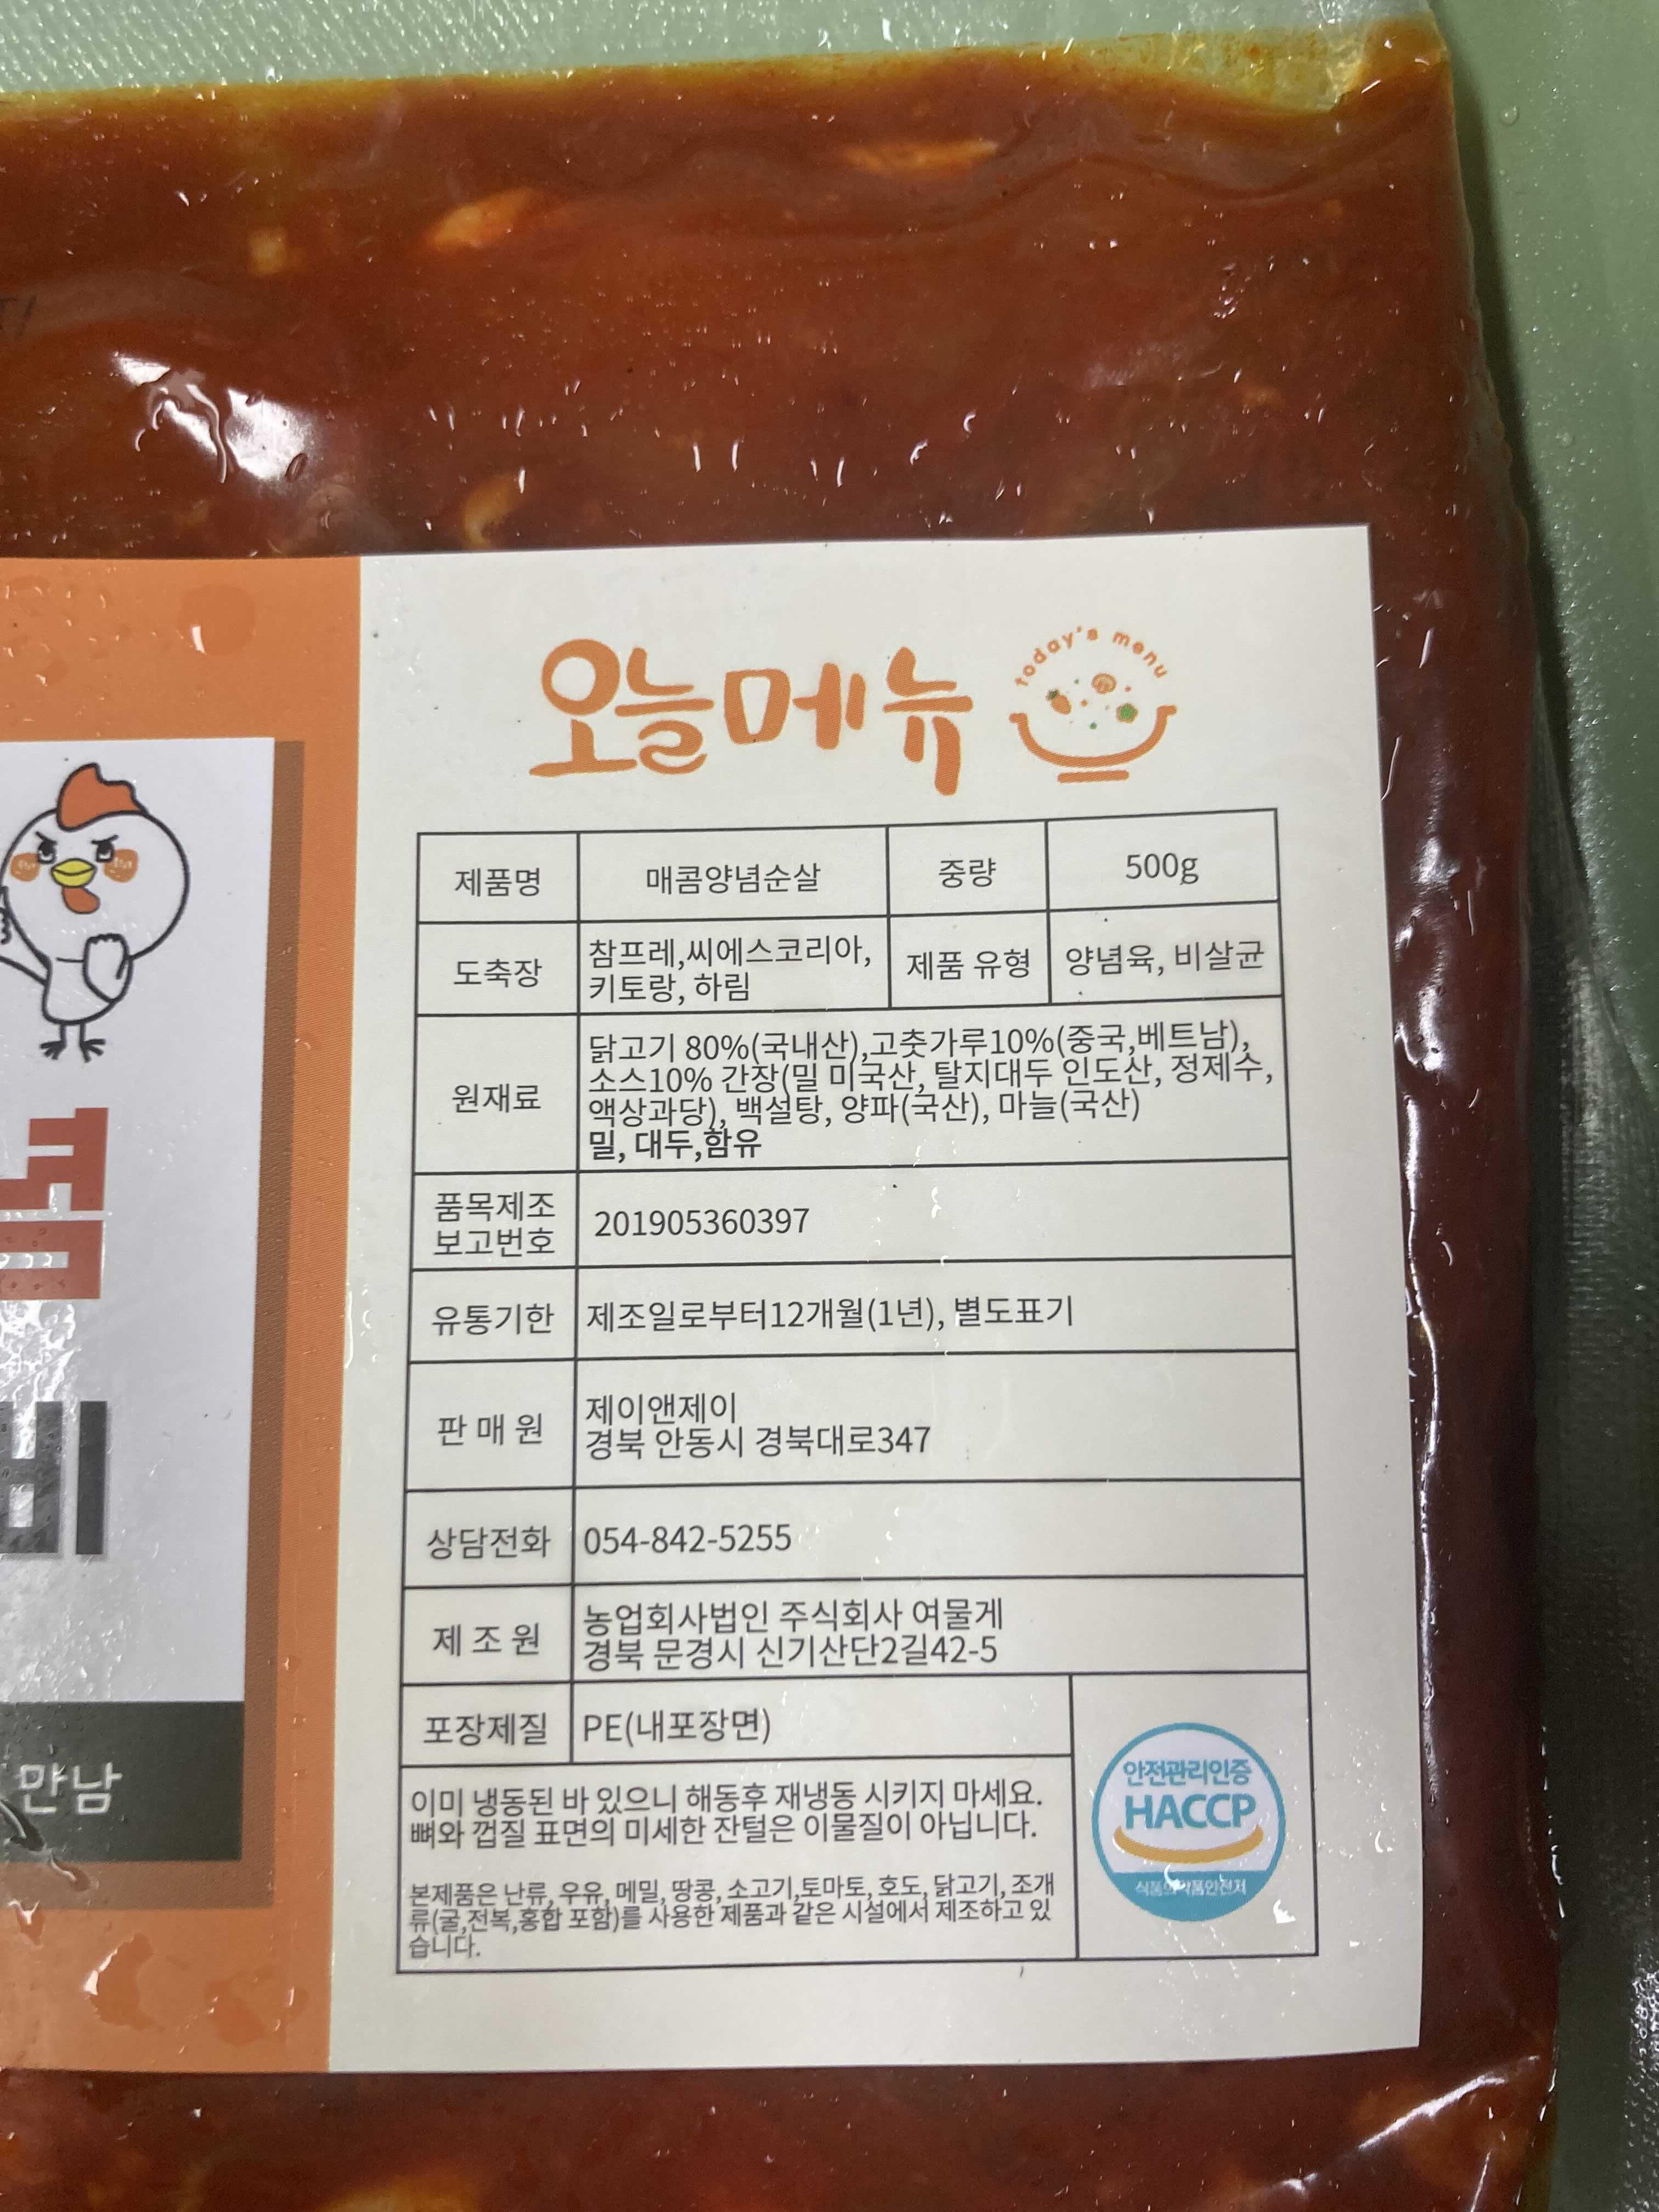 오늘메뉴
today's menu
제품명 매콤양념순살 중량 500g
도축장 참프레,씨에스코리아,
키토랑, 하림
제품 유형 양념육, 비살균
원재료
닭고기 80%(국내산),고춧가루10%(중국,베트남),
소스10% 간장(밀 미국산, 탈지대두 인도산, 정제수,
액상과당), 백설탕, 양파(국산), 마늘(국산)
밀, 대두,함유
품목제조
보고번호
201905360397
유통기한 제조일로부터12개월(1년), 별도표기
판 매 원
제이앤제이
경북 안동시 경북대로347
상담전화 054-842-5255
제 조 원
농업회사법인 주식회사 여물게
경북 문경시 신기산단2길42-5
포장제질 PE(내포장면)
이미 냉동된 바 있으니 해동후 재냉동 시키지 마세요.
뼈와 껍질 표면의 미세한 잔털은 이물질이 아닙니다.
본제품은 난류, 우유, 메밀, 땅콩, 소고기,토마토, 호도, 닭고기, 조개
류(굴,전복,홍합 포함)를 사용한 제품과 같은 시설에서 제조하고 있
습니다.
안전관리인증
HACCP
식품의약품안전처
만남